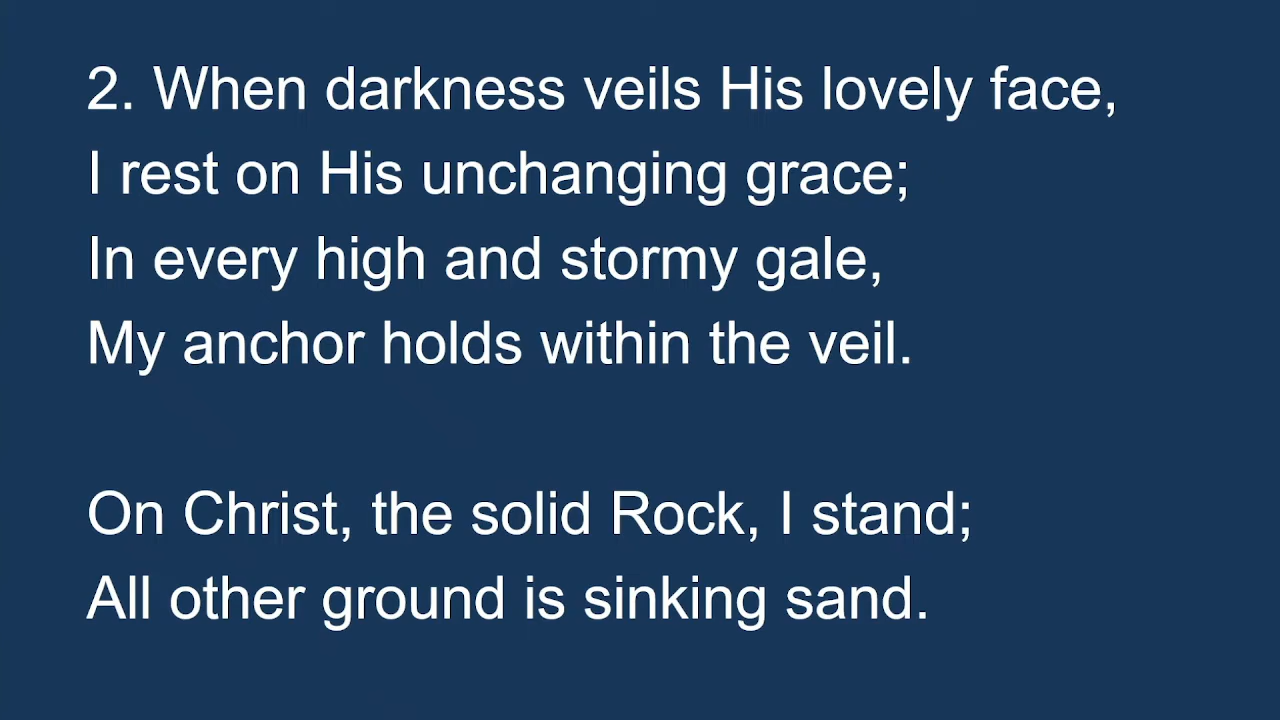 2. When darkness veils His lovely face,
I rest on His unchanging grace;
In every high and stormy gale,
My anchor holds within the veil.
On Christ, the solid Rock, I stand;
All other ground is sinking sand.